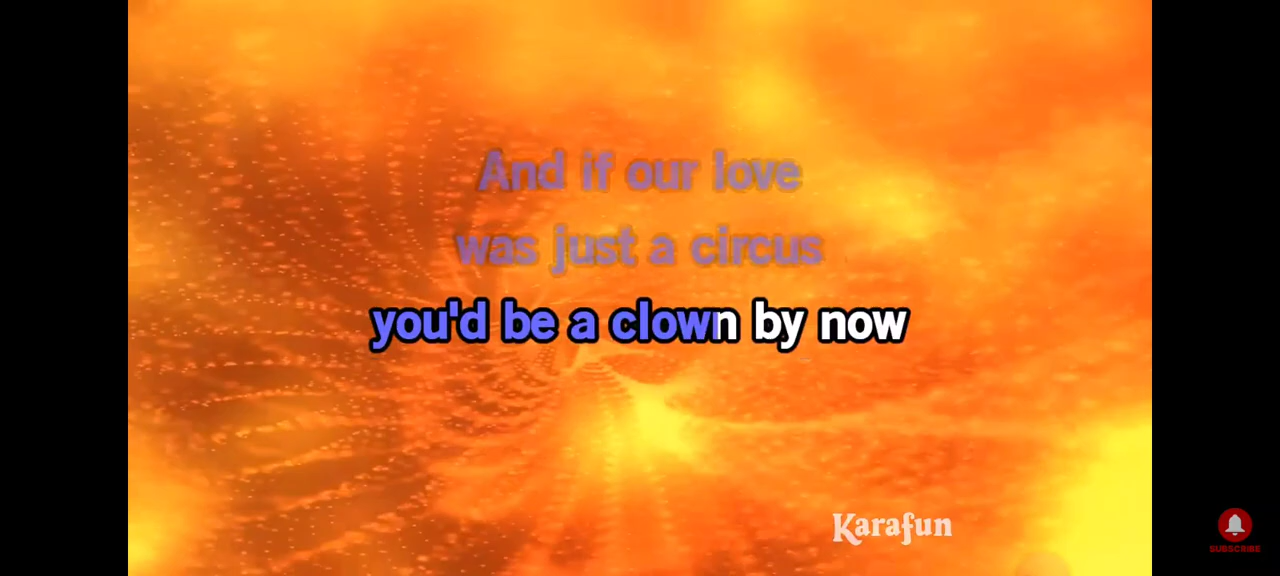 And if our love
was just a circus
you'd be a clown by now
Karafun
SUBSCRIBE